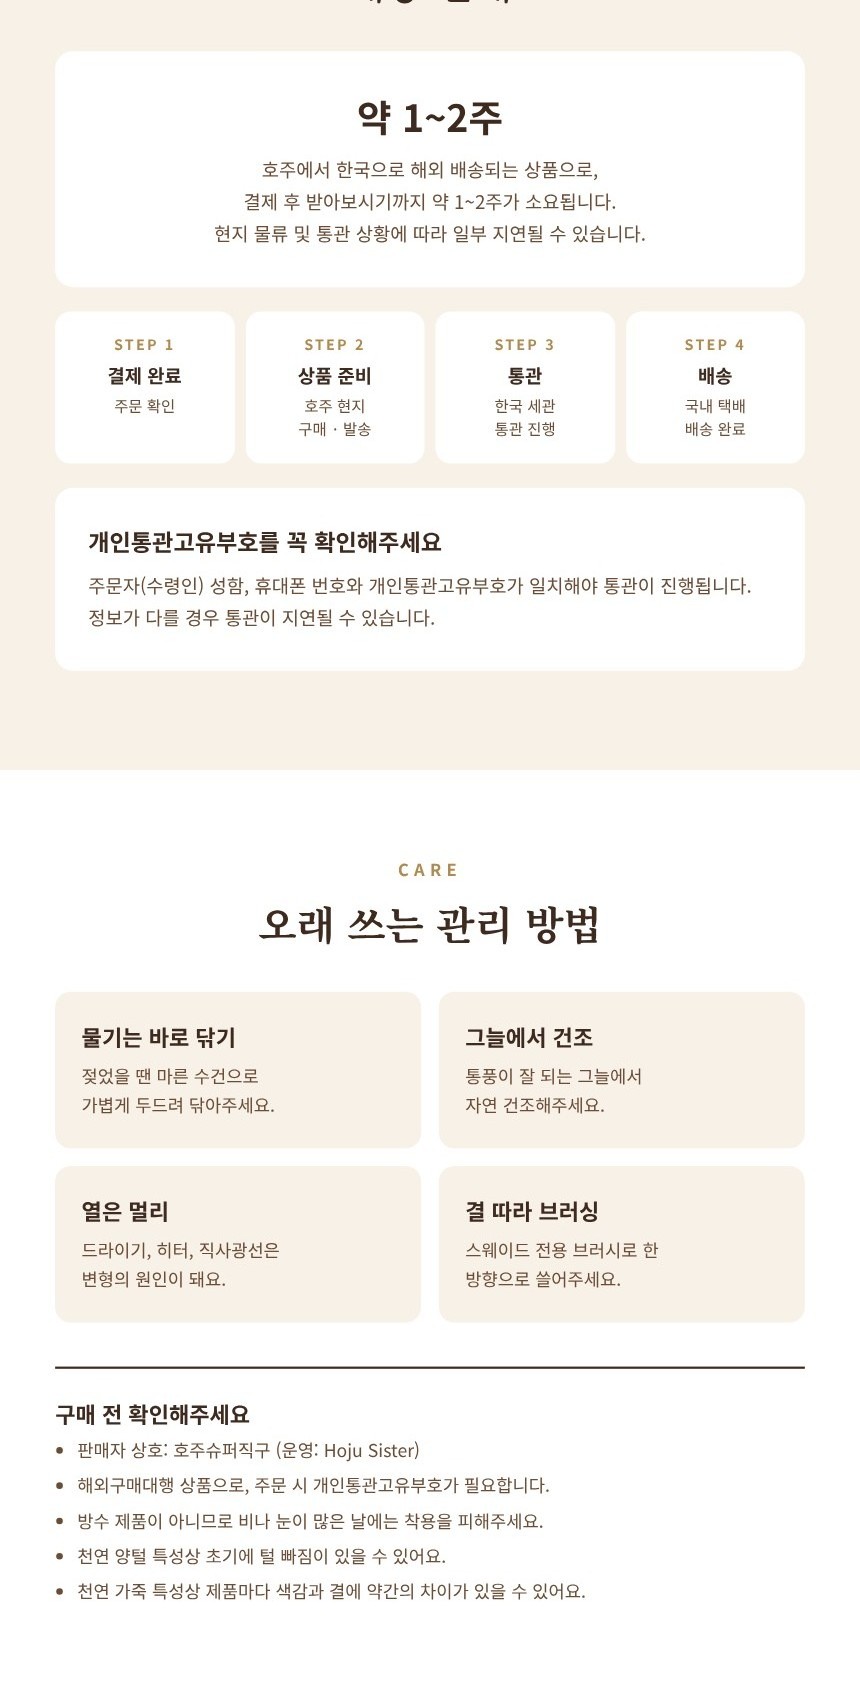 약 1~2주
호주에서 한국으로 해외 배송되는 상품으로,
결제 후 받아보시기까지 약 1~2주가 소요됩니다.
현지 물류 및 통관 상황에 따라 일부 지연될 수 있습니다.
STEP 1
결제 완료
주문 확인
STEP 2
상품 준비
호주 현지
구매 · 발송
STEP 3
통관
한국 세관
통관 진행
STEP 4
배송
국내 택배
배송 완료
개인통관고유부호를 꼭 확인해주세요
주문자(수령인) 성함, 휴대폰 번호와 개인통관고유부호가 일치해야 통관이 진행됩니다.
정보가 다를 경우 통관이 지연될 수 있습니다.
CARE
오래 쓰는 관리 방법
물기는 바로 닦기
젖었을 땐 마른 수건으로
가볍게 두드려 닦아주세요.
그늘에서 건조
통풍이 잘 되는 그늘에서
자연 건조해주세요.
열은 멀리
드라이기, 히터, 직사광선은
변형의 원인이 돼요.
결 따라 브러싱
스웨이드 전용 브러시로 한
방향으로 쓸어주세요.
구매 전 확인해주세요
• 판매자 상호: 호주슈퍼직구 (운영: Hoju Sister)
• 해외구매대행 상품으로, 주문 시 개인통관고유부호가 필요합니다.
• 방수 제품이 아니므로 비나 눈이 많은 날에는 착용을 피해주세요.
• 천연 양털 특성상 초기에 털 빠짐이 있을 수 있어요.
• 천연 가죽 특성상 제품마다 색감과 결에 약간의 차이가 있을 수 있어요.